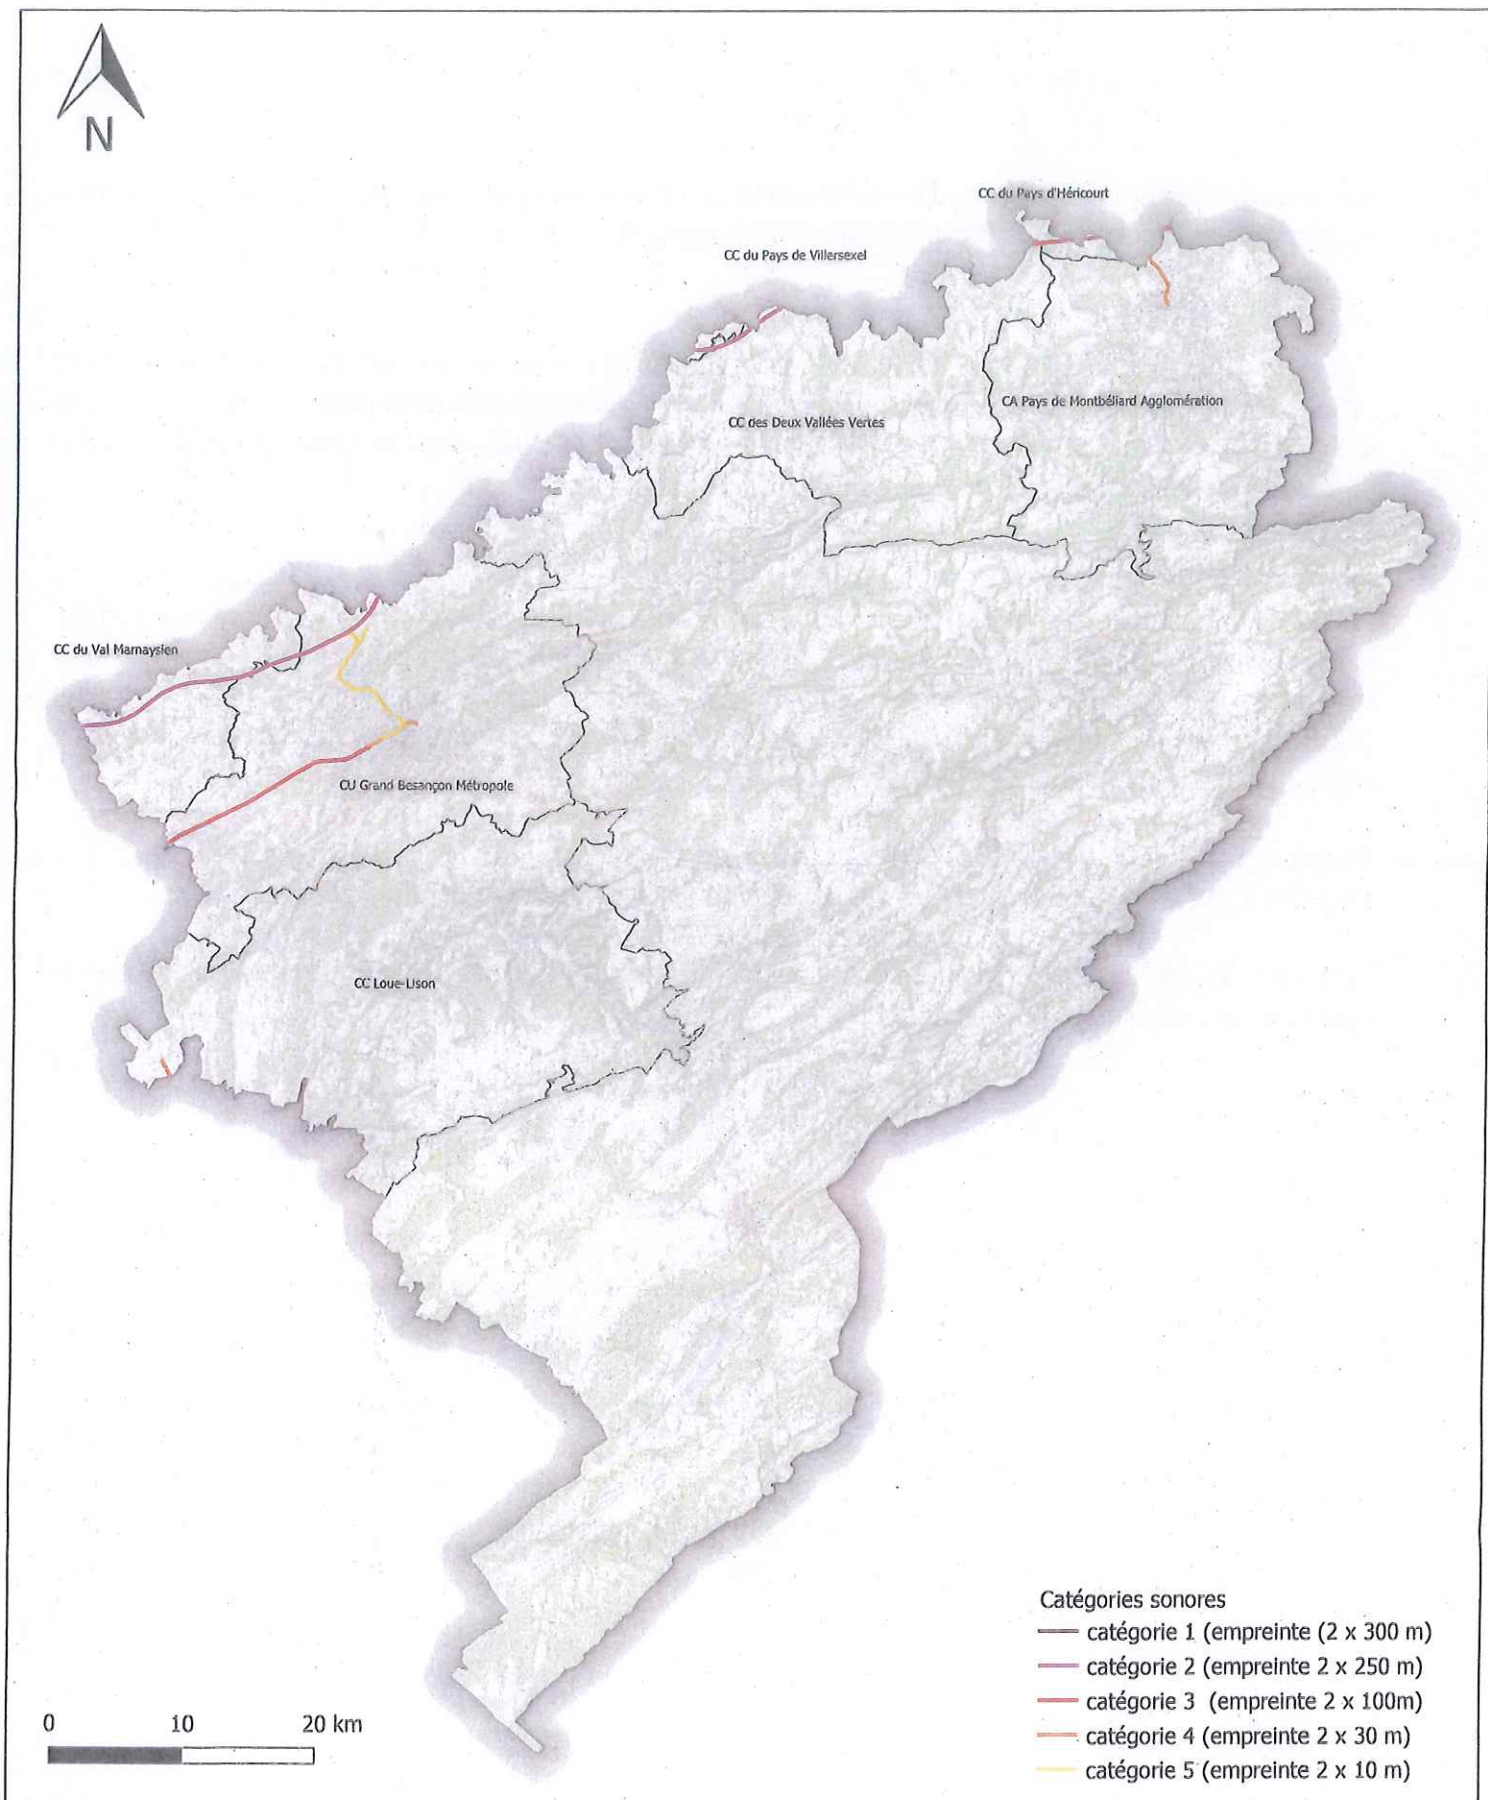 N
CC du Pays d'Héricourt
CC du Pays de Villersexel
CA Pays de Montbéliard Agglomération
CC des Deux Vallées Vertes
CC du Val Marnaysien
CU Grand Besançon Métropole
CC Loue-Lison
Catégories sonores
catégorie 1 (empreinte (2 x 300 m)
catégorie 2 (empreinte 2 x 250 m)
catégorie 3 (empreinte 2 x 100m)
catégorie 4 (empreinte 2 x 30 m)
catégorie 5 (empreinte 2 x 10 m)
0 10 20 km